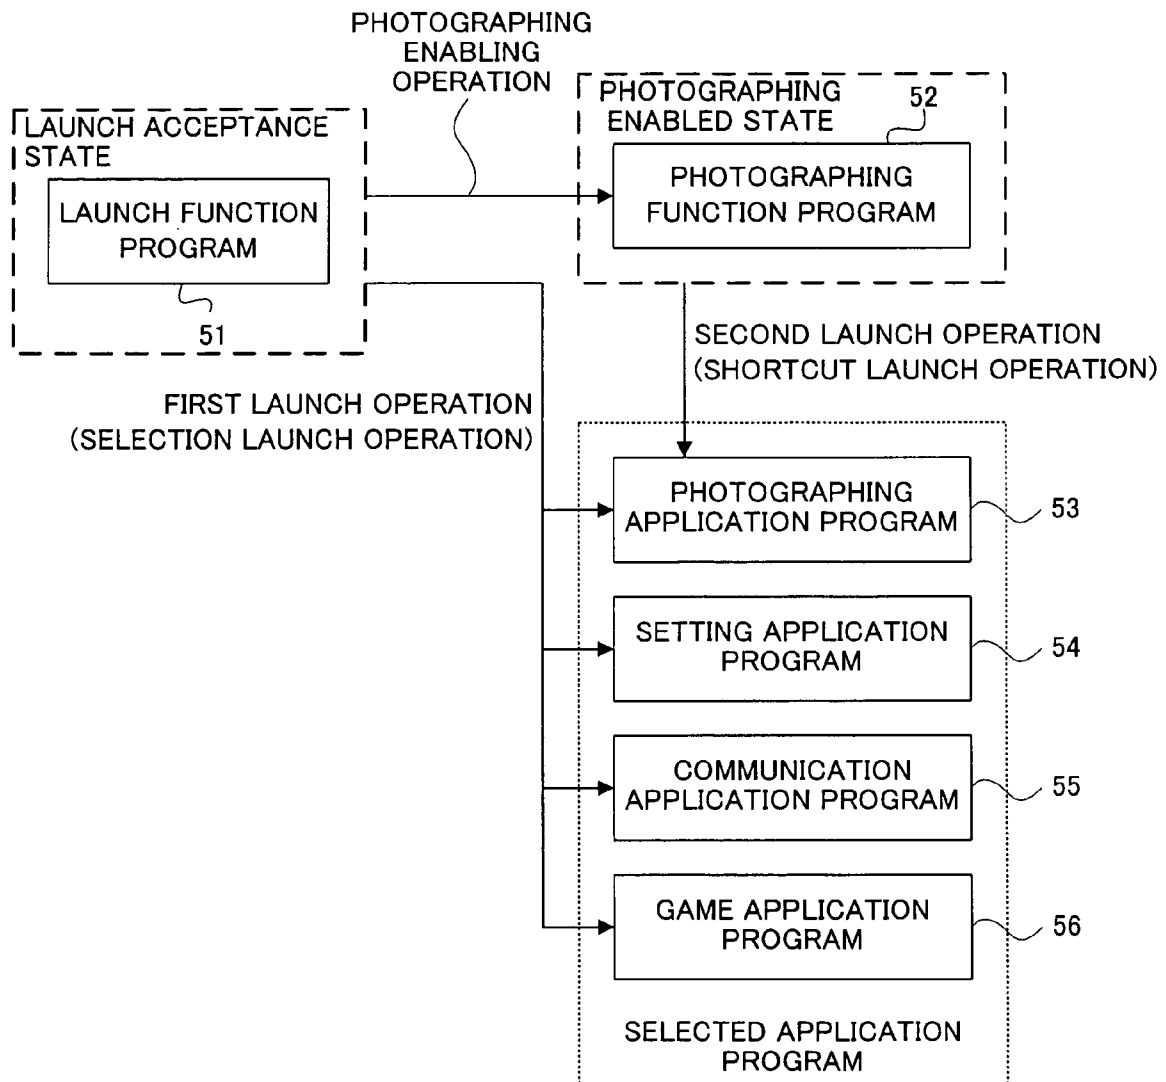 PHOTOGRAPHING
ENABLING
OPERATION
LAUNCH ACCEPTANCE
STATE
LAUNCH FUNCTION
PROGRAM
51
PHOTOGRAPHING
ENABLED STATE
52
PHOTOGRAPHING
FUNCTION PROGRAM
SECOND LAUNCH OPERATION
(SHORTCUT LAUNCH OPERATION)
FIRST LAUNCH OPERATION
(SELECTION LAUNCH OPERATION)
PHOTOGRAPHING
APPLICATION PROGRAM
53
SETTING APPLICATION
PROGRAM
54
COMMUNICATION
APPLICATION PROGRAM
55
GAME APPLICATION
PROGRAM
56
SELECTED APPLICATION
PROGRAM